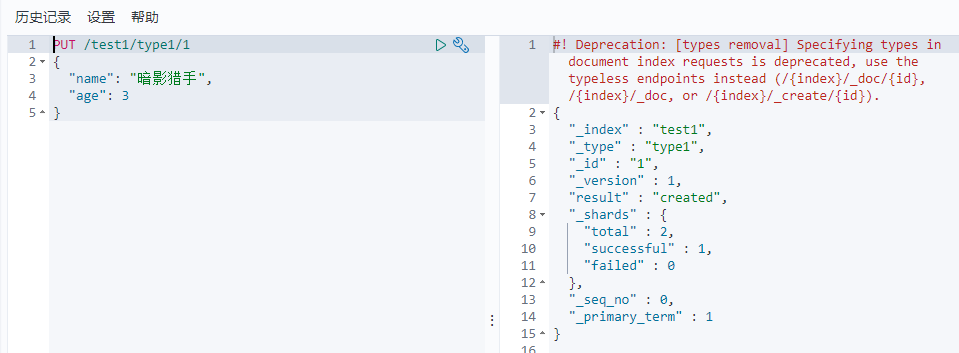 历史记录 设置 帮助
1 PUT /test1/type1/1
2 {
3 "name": "暗影猎手",
4 "age": 3
5 }
1 #! Deprecation: [types removal] Specifying types in
document index requests is deprecated, use the
typeless endpoints instead (/{index}/_doc/{id},
/{index}/_doc, or /{index}/_create/{id}).
2 {
3 "_index" : "test1",
4 "_type" : "type1",
5 "_id" : "1",
6 "_version" : 1,
7 "result" : "created",
8 "_shards" : {
9 "total" : 2,
10 "successful" : 1,
11 "failed" : 0
12 },
13 "_seq_no" : 0,
14 "_primary_term" : 1
15 }
16